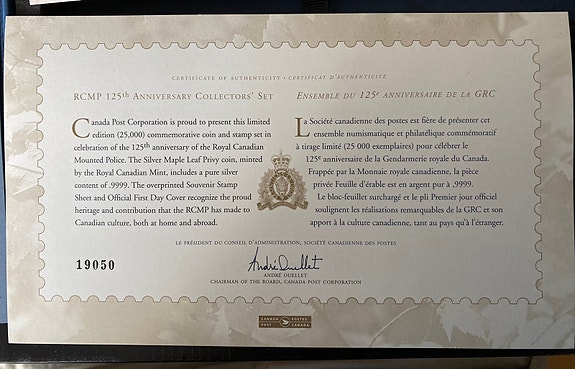 CERTIFICATE OF AUTHENTICITY • CERTIFICAT D'AUTHENTICITÉ
RCMP 125th ANNIVERSARY COLLECTORS' SET
Canada Post Corporation is proud to present this limited
edition (25,000) commemorative coin and stamp set in
celebration of the 125th anniversary of the Royal Canadian
Mounted Police. The Silver Maple Leaf Privy coin, minted
by the Royal Canadian Mint, includes a pure silver
content of .9999. The overprinted Souvenir Stamp
Sheet and Official First Day Cover recognize the proud
heritage and contribution that the RCMP has made to
Canadian culture, both at home and abroad.
ENSEMBLE DU 125e ANNIVERSAIRE DE LA GRC
La Société canadienne des postes est fière de présenter cet
ensemble numismatique et philatélique commémoratif
à tirage limité (25 000 exemplaires) pour célébrer le
125e anniversaire de la Gendarmerie royale du Canada.
Frappée par la Monnaie royale canadienne, la pièce
privée Feuille d'érable est en argent pur à .9999.
Le bloc-feuillet surchargé et le pli Premier jour officiel
soulignent les réalisations remarquables de la GRC et son
apport à la culture canadienne, tant au pays qu'à l'étranger.
LE PRÉSIDENT DU CONSEIL D'ADMINISTRATION, SOCIÉTÉ CANADIENNE DES POSTES
19050
André Ouellet
ANDRÉ OUELLET
CHAIRMAN OF THE BOARD, CANADA POST CORPORATION
CANADA POSTES
POST CANADA